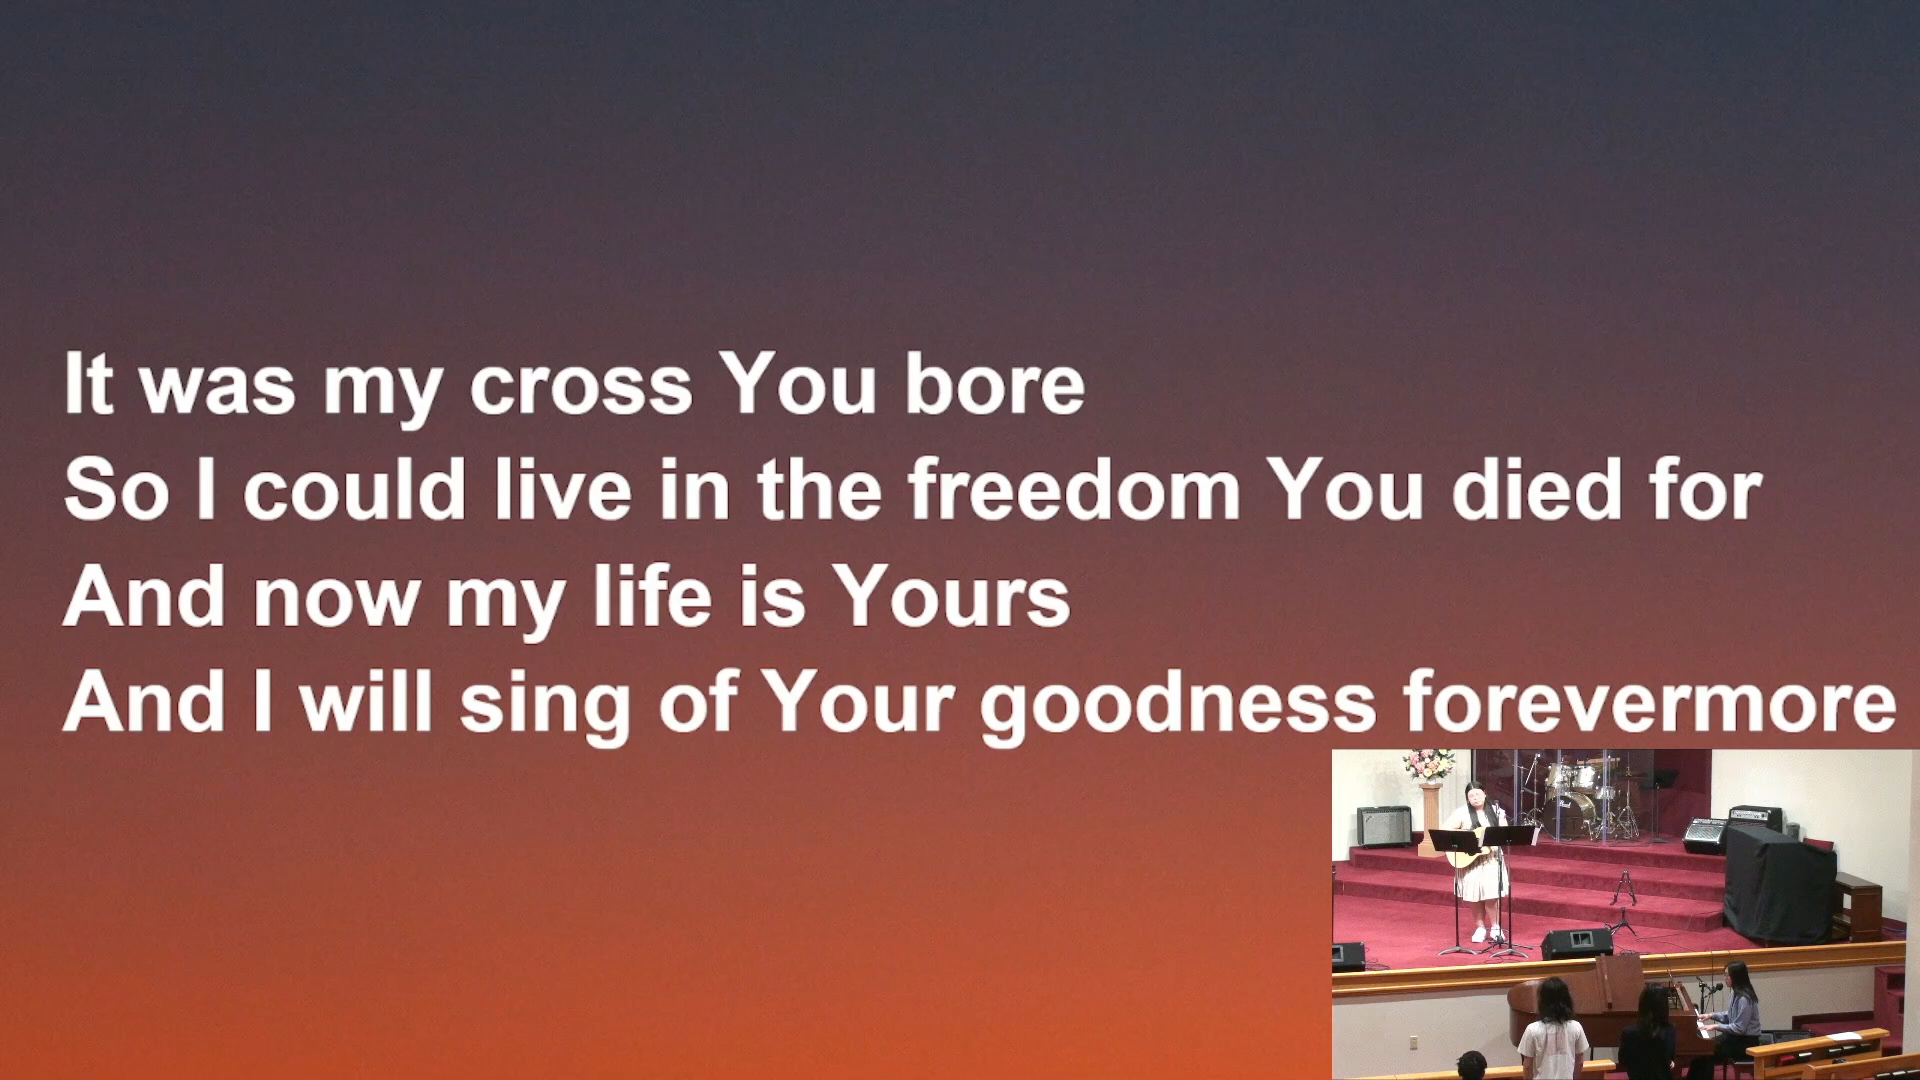 It was my cross You bore
So I could live in the freedom You died for
And now my life is Yours
And I will sing of Your goodness forevermore